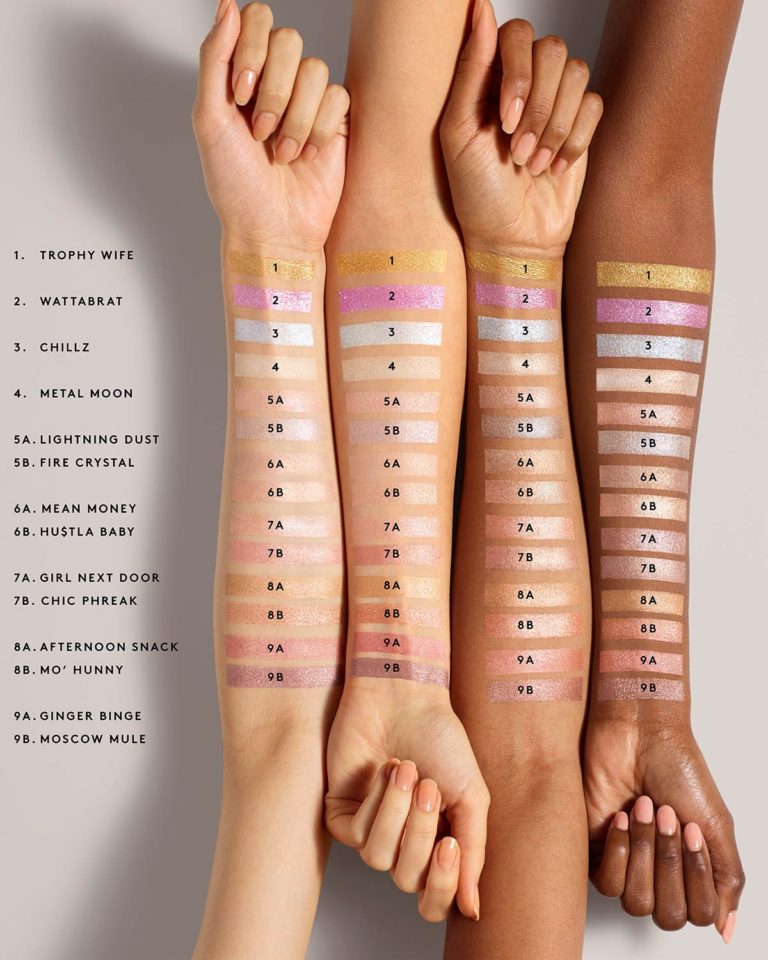 1. TROPHY WIFE
2. WATTABRAT
3. CHILLZ
4. METAL MOON
5A. LIGHTNING DUST
5B. FIRE CRYSTAL
6A. MEAN MONEY
6B. HU$TLA BABY
7A. GIRL NEXT DOOR
7B. CHIC PHREAK
8A. AFTERNOON SNACK
8B. MO' HUNNY
9A. GINGER BINGE
9B. MOSCOW MULE
1 1 1 1
2 2 2 2
3 3 3 3
4 4 4 4
5A 5A 5A 5A
5B 5B 5B 5B
6A 6A 6A 6A
6B 6B 6B 6B
7A 7A 7A 7A
7B 7B 7B 7B
8A 8A 8A 8A
8B 8B 8B 8B
9A 9A 9A 9A
9B 9B 9B 9B